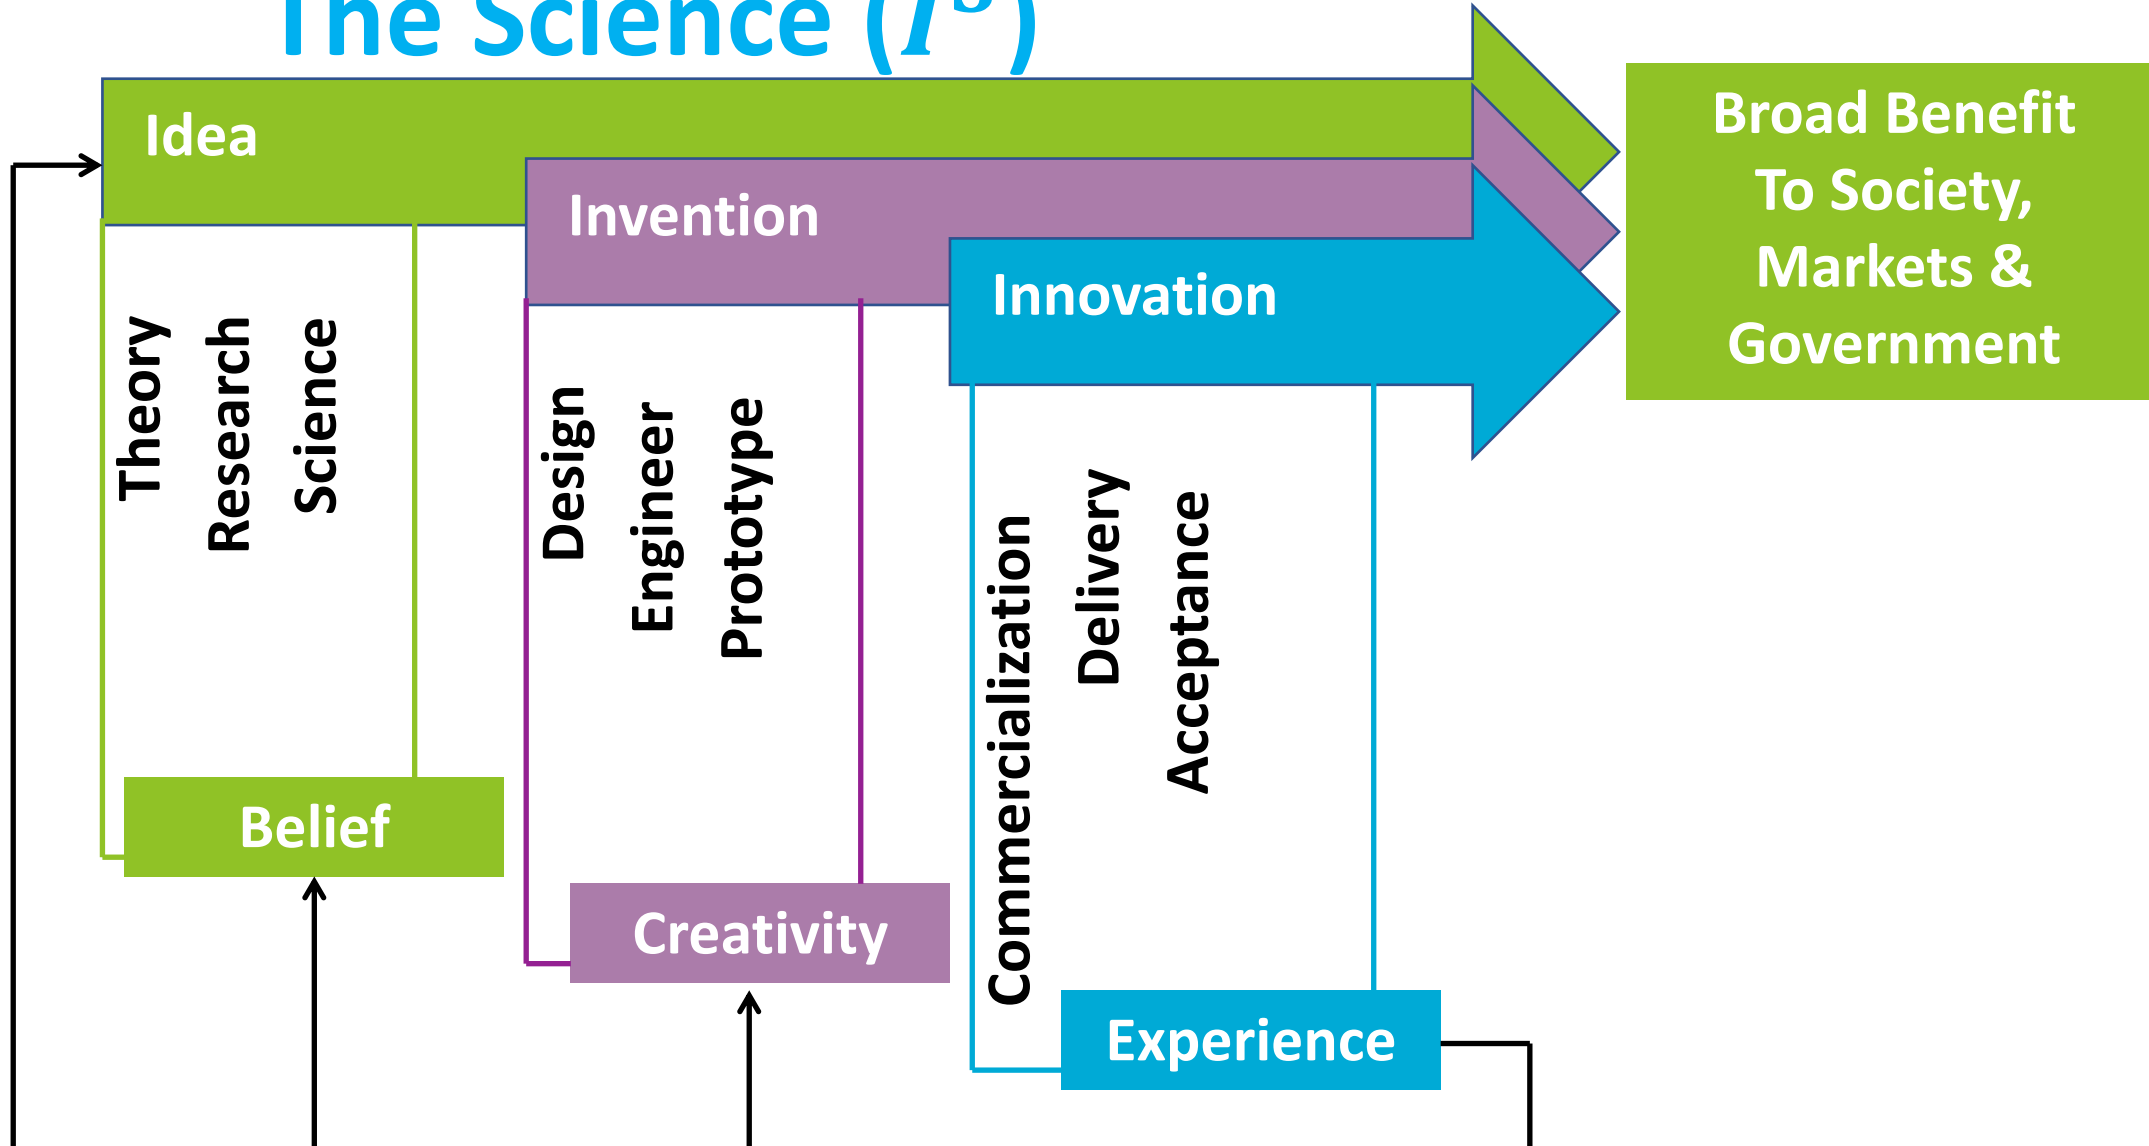 The Science (I³)
Idea
Invention
Innovation
Broad Benefit
To Society,
Markets &
Government
Theory
Research
Science
Design
Engineer
Prototype
Commercialization
Delivery
Acceptance
Belief
Creativity
Experience